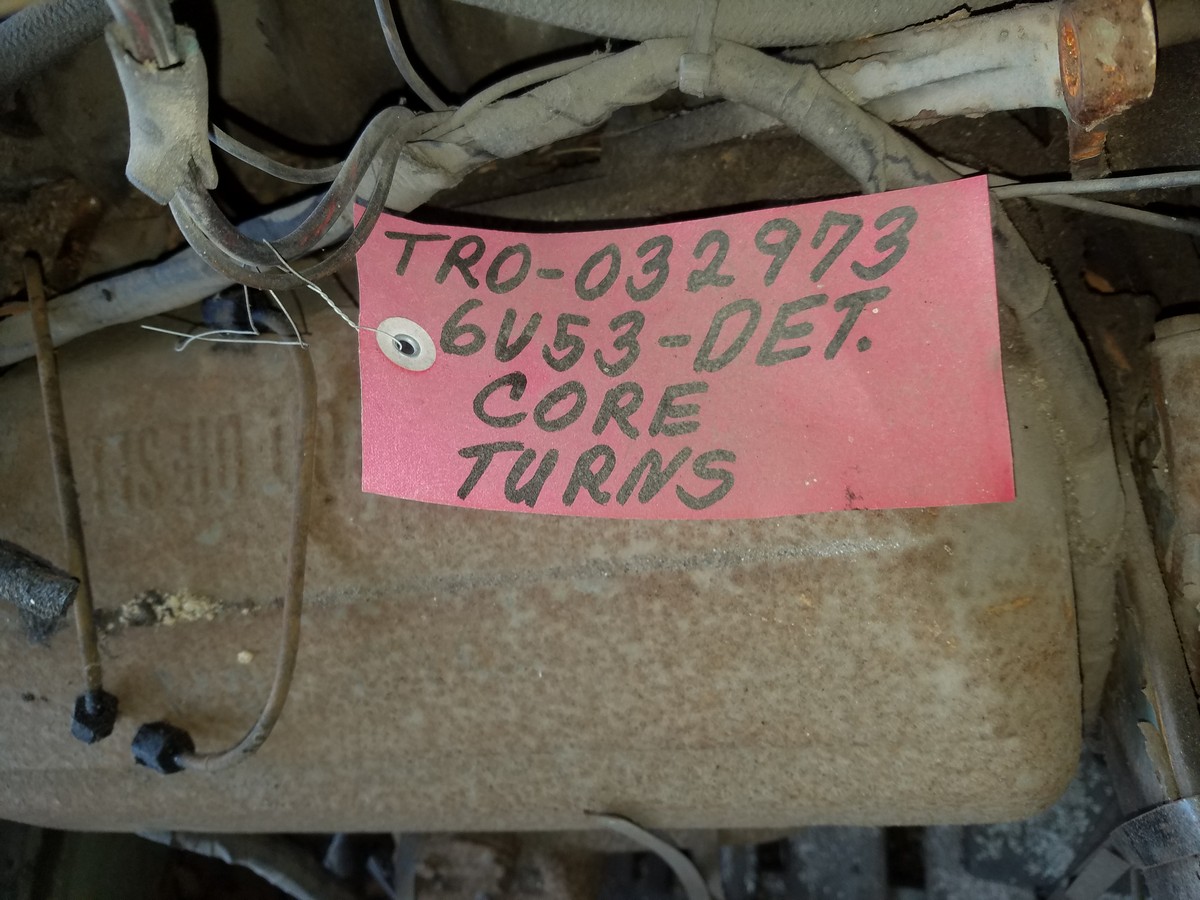 TRO-032973
6V53-DET.
CORE
TURNS